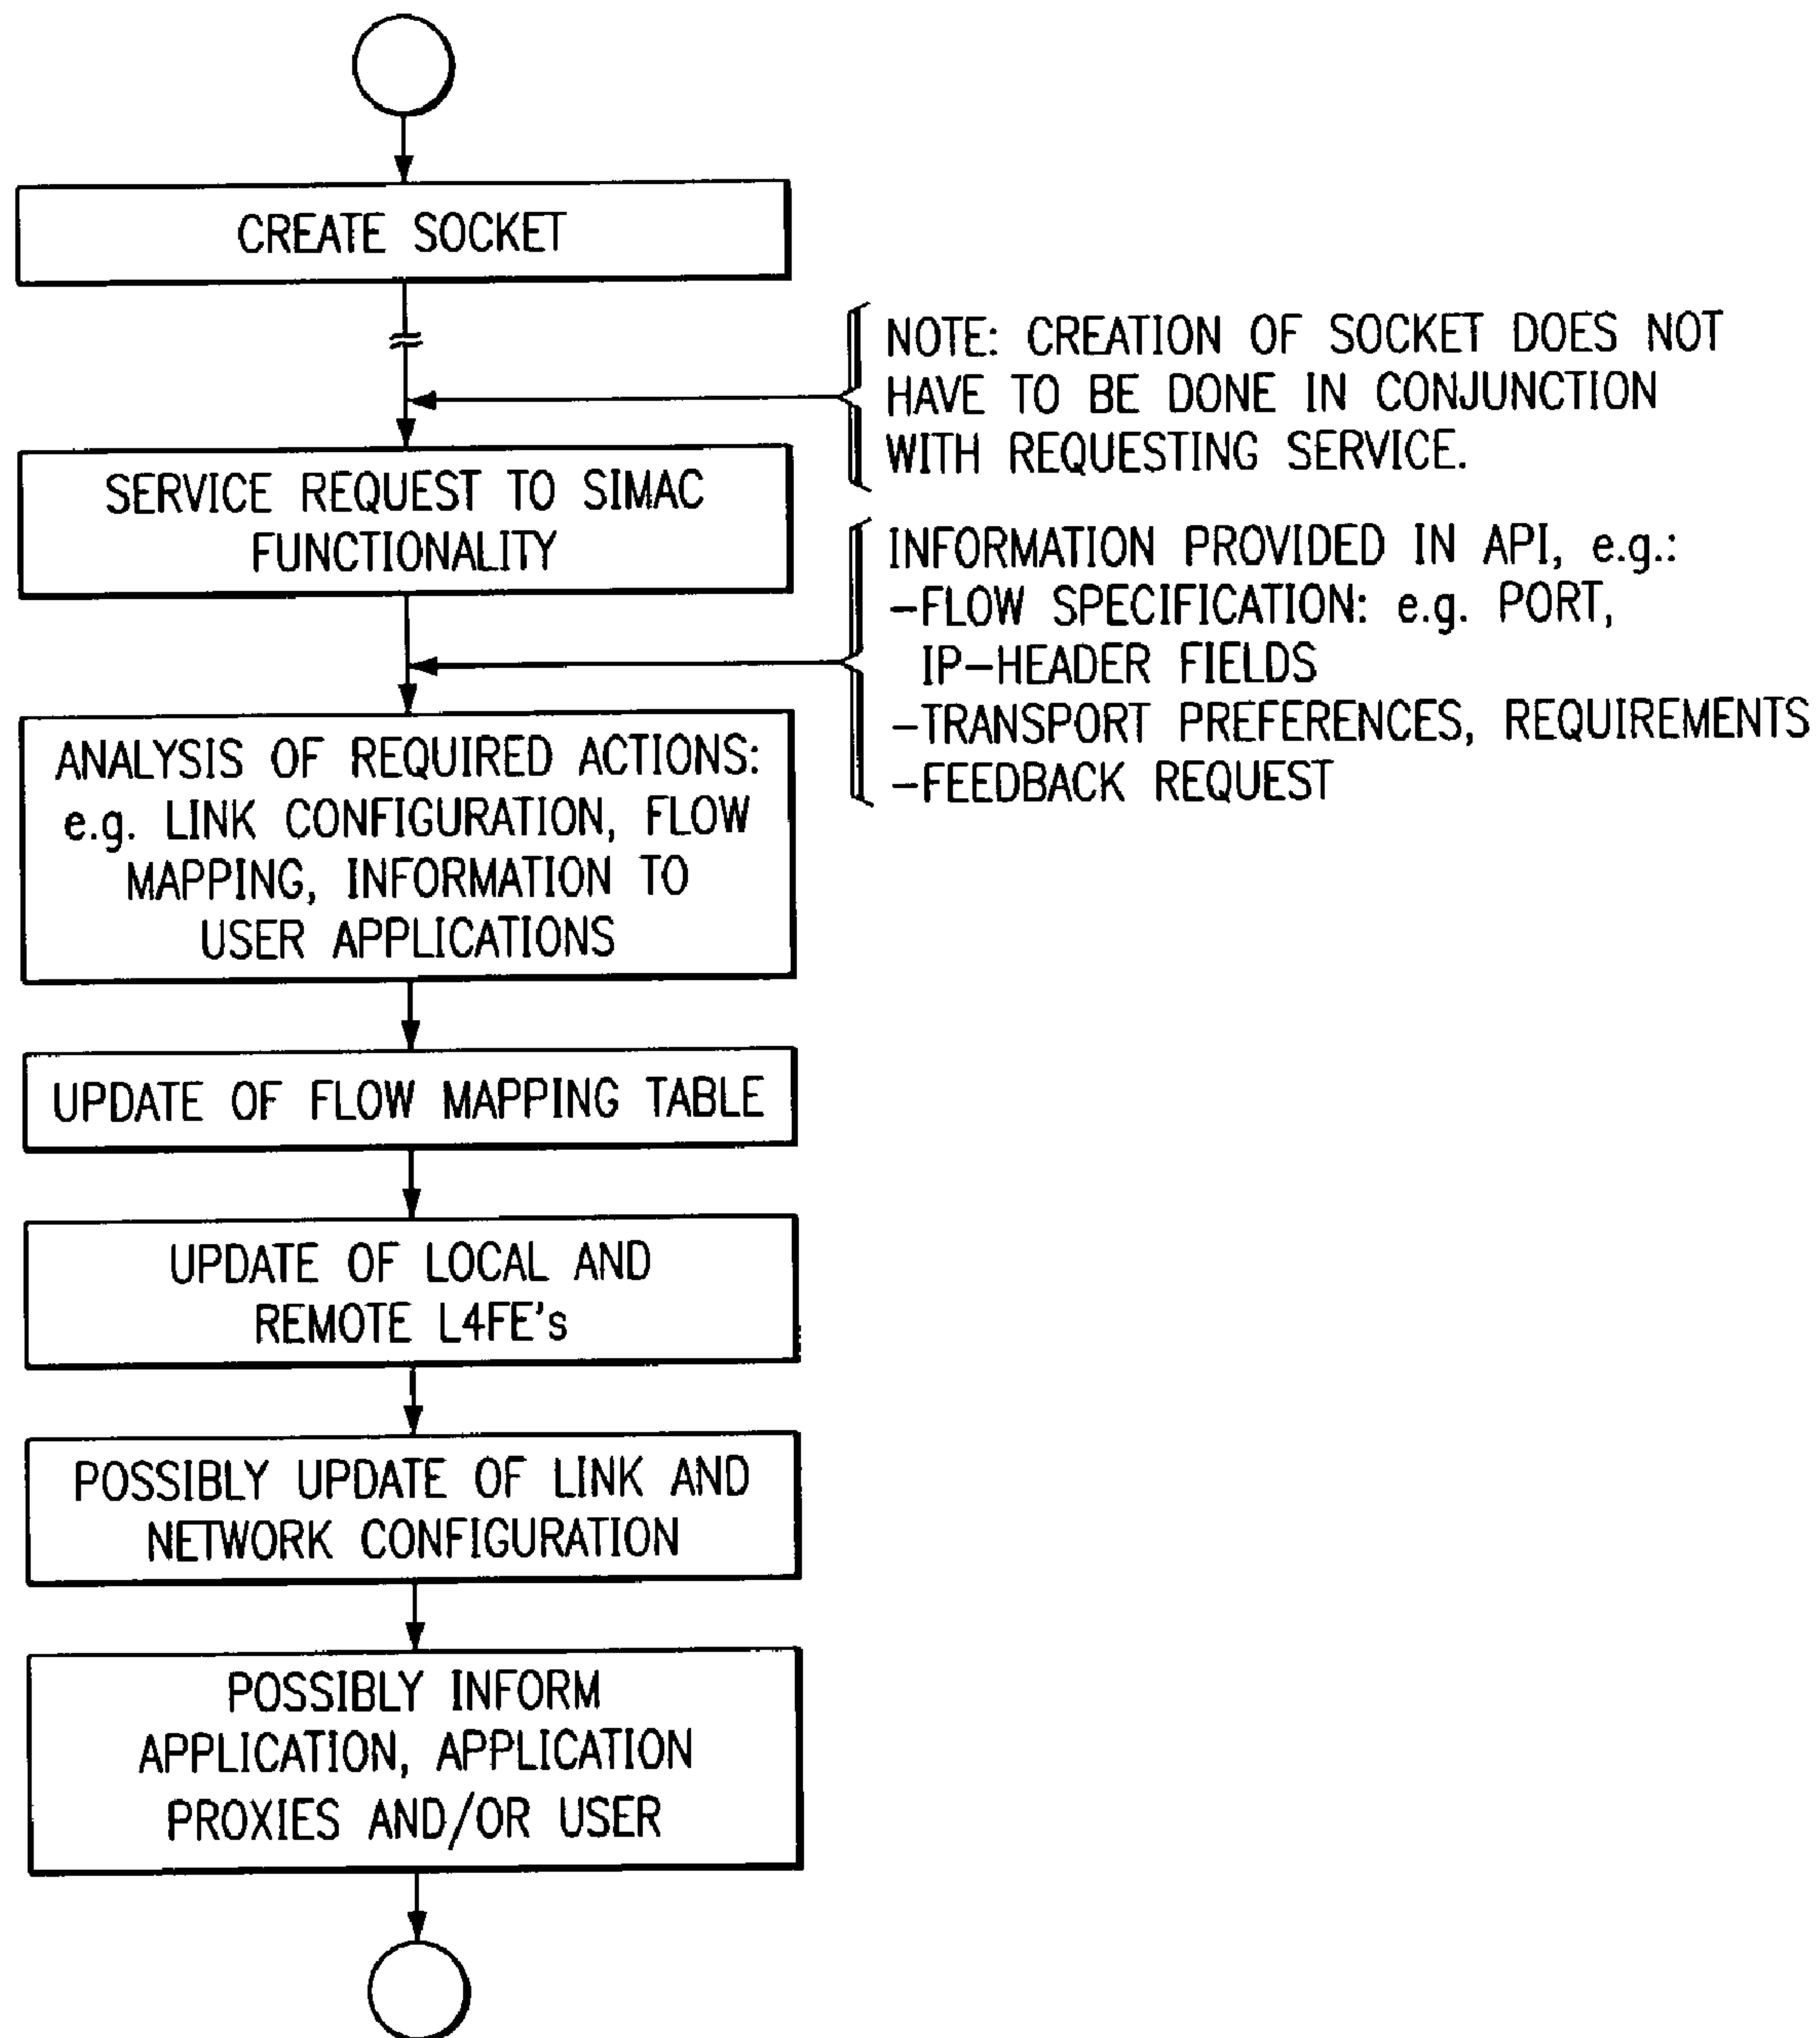 CREATE SOCKET
NOTE: CREATION OF SOCKET DOES NOT
HAVE TO BE DONE IN CONJUNCTION
WITH REQUESTING SERVICE.
SERVICE REQUEST TO SIMAC
FUNCTIONALITY
INFORMATION PROVIDED IN API, e.g.:
-FLOW SPECIFICATION: e.g. PORT,
IP-HEADER FIELDS
-TRANSPORT PREFERENCES, REQUIREMENTS
-FEEDBACK REQUEST
ANALYSIS OF REQUIRED ACTIONS:
e.g. LINK CONFIGURATION, FLOW
MAPPING, INFORMATION TO
USER APPLICATIONS
UPDATE OF FLOW MAPPING TABLE
UPDATE OF LOCAL AND
REMOTE L4FE's
POSSIBLY UPDATE OF LINK AND
NETWORK CONFIGURATION
POSSIBLY INFORM
APPLICATION, APPLICATION
PROXIES AND/OR USER